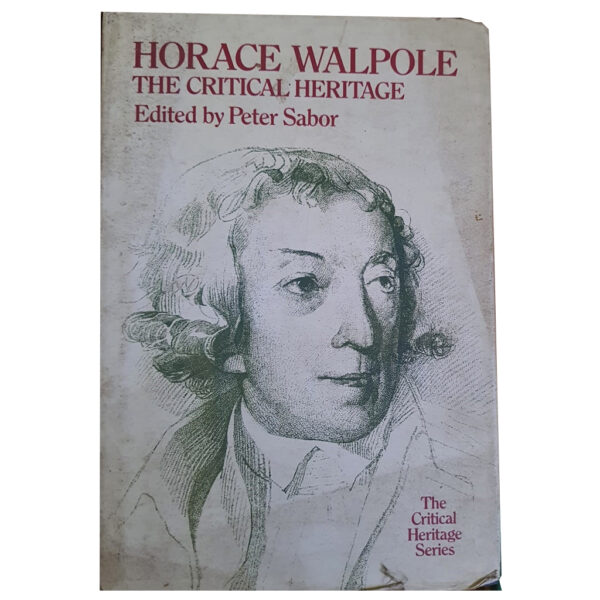 HORACE WALPOLE
THE CRITICAL HERITAGE
Edited by Peter Sabor
The
Critical
Heritage
Series